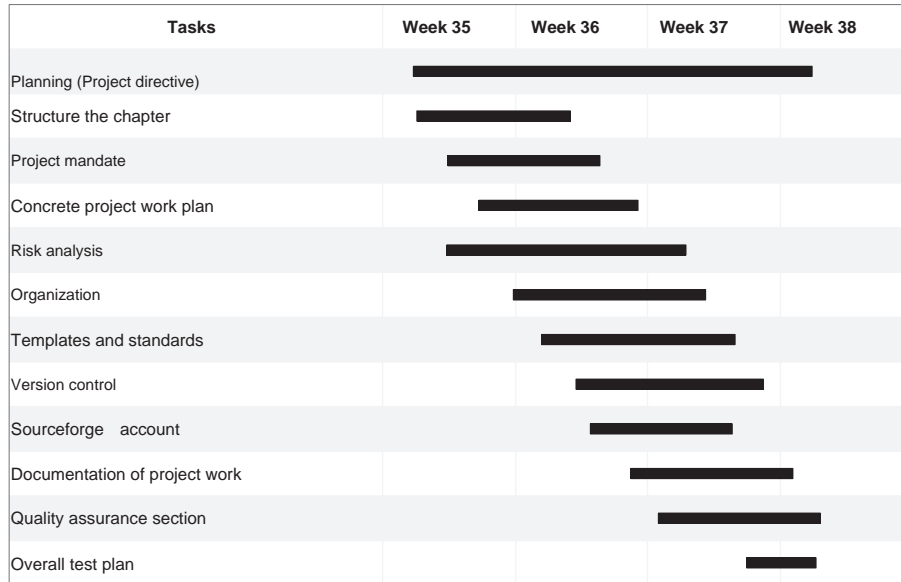 Tasks Week 35 Week 36 Week 37 Week 38
Planning (Project directive)
Structure the chapter
Project mandate
Concrete project work plan
Risk analysis
Organization
Templates and standards
Version control
Sourceforge account
Documentation of project work
Quality assurance section
Overall test plan